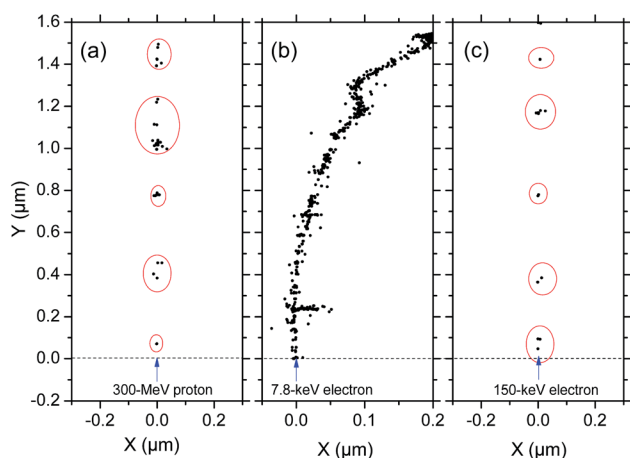 (a) (b) (c)
1.6
1.4
1.2
1.0
0.8
0.6
0.4
0.2
0.0
-0.2
Y (µm)
300-MeV proton 7.8-keV electron 150-keV electron
-0.2 0.0 0.2 0.0 0.1 0.2 -0.2 0.0 0.2
X (µm) X (µm) X (µm)